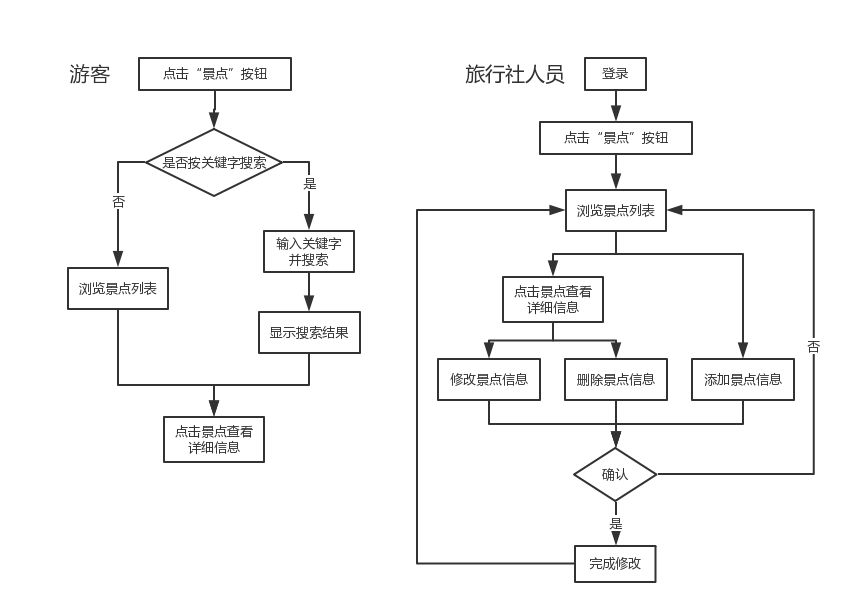 游客
点击“景点”按钮
是否按关键字搜索
否
是
浏览景点列表
输入关键字
并搜索
显示搜索结果
点击景点查看
详细信息
旅行社人员
登录
点击“景点”按钮
浏览景点列表
点击景点查看
详细信息
修改景点信息
删除景点信息
添加景点信息
否
确认
是
完成修改